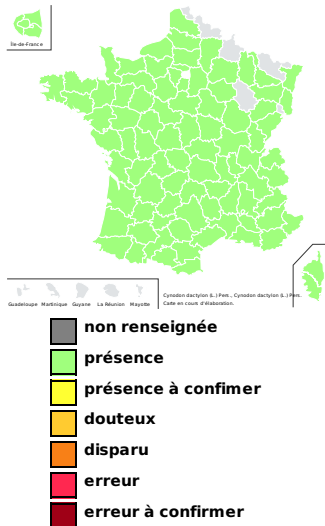 Île-de-France
Guadeloupe Martinique Guyane La Réunion Mayotte
Cynodon dactylon (L.) Pers., Cynodon dactylon (L.) Pers.
Carte en cours d'élaboration.
non renseignée
présence
présence à confimer
douteux
disparu
erreur
erreur à confirmer